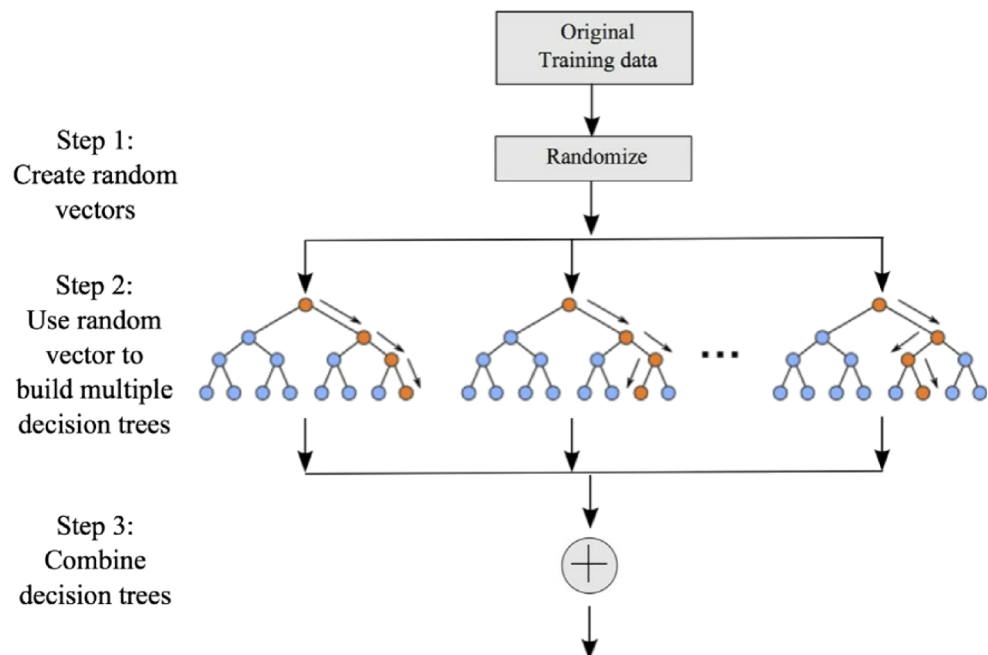 Original
Training data
Step 1:
Create random
vectors
Randomize
Step 2:
Use random
vector to
build multiple
decision trees
...
Step 3:
Combine
decision trees